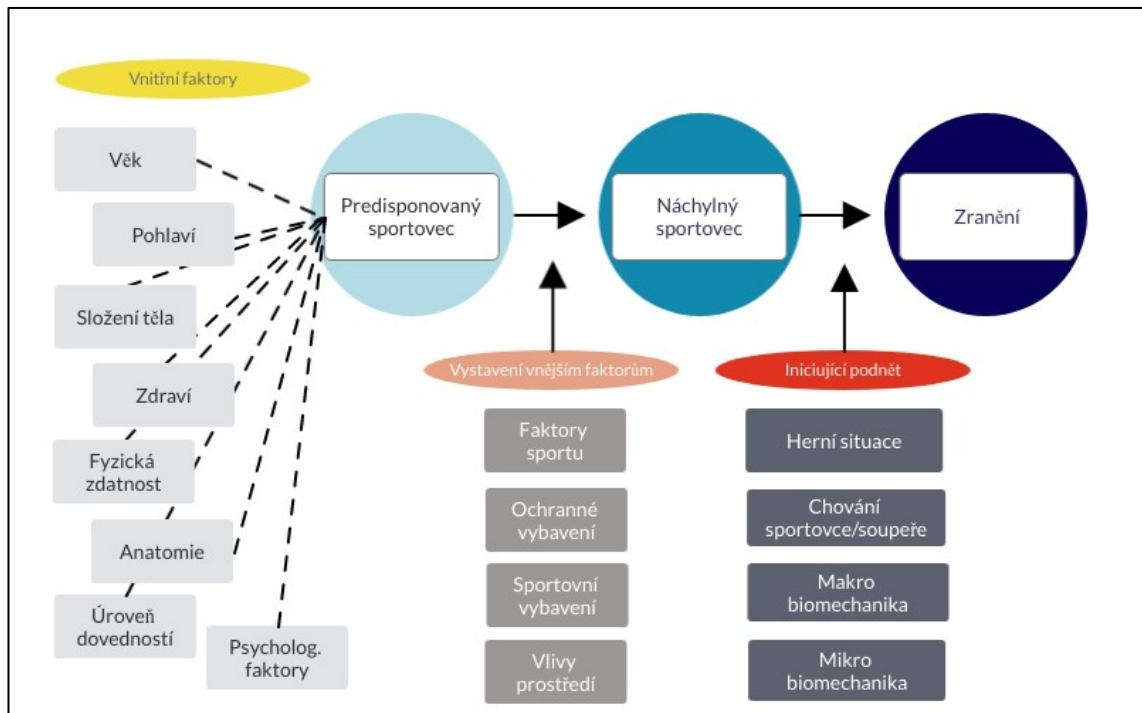 Vnitřní faktory
Věk
Pohlaví
Složení těla
Zdraví
Fyzická
zdatnost
Anatomie
Úroveň
dovedností
Psycholog.
faktory
Predisponovaný
sportovec
Náchylný
sportovec
Zranění
Vystavení vnějším faktorům
Faktory
sportu
Ochranné
vybavení
Sportovní
vybavení
Vlivy
prostředí
Iniciující podnět
Herní situace
Chování
sportovce/soupeře
Makro
biomechanika
Mikro
biomechanika